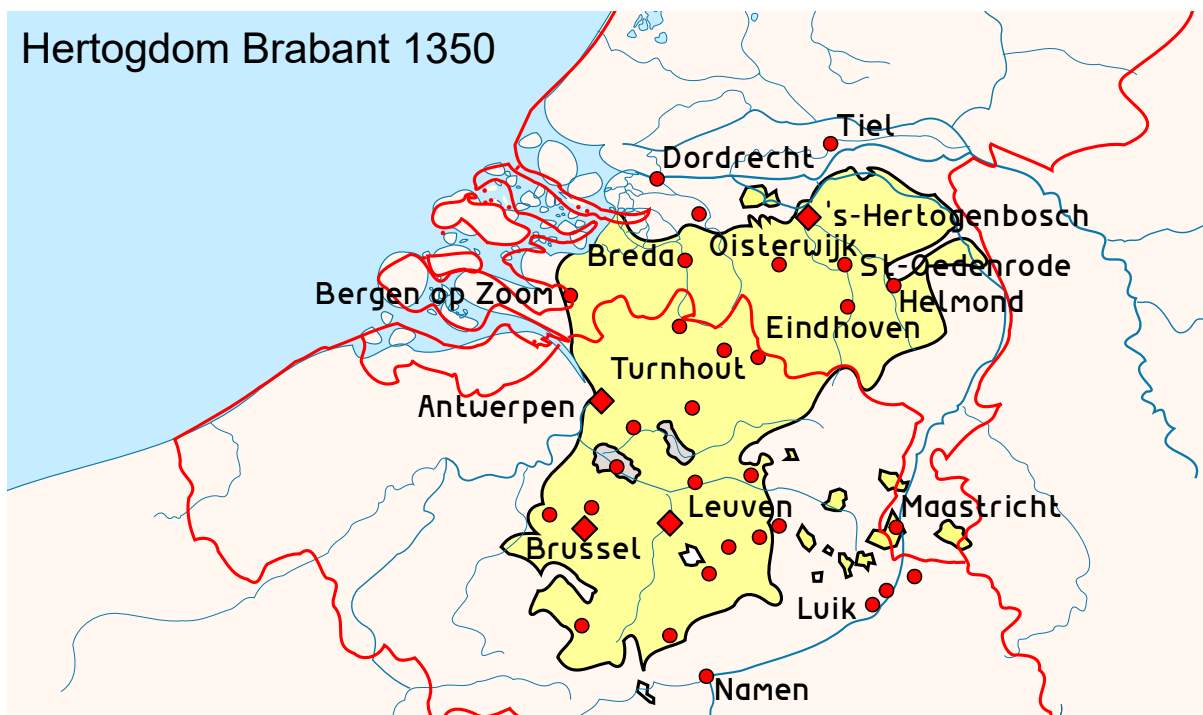 Hertogdom Brabant 1350
Tiel
Dordrecht
's-Hertogenbosch
Oisterwijk
Breda
St-Oedenrode
Bergen op Zoom
Helmond
Eindhoven
Turnhout
Antwerpen
Leuven
Maastricht
Brussel
Luik
Namen